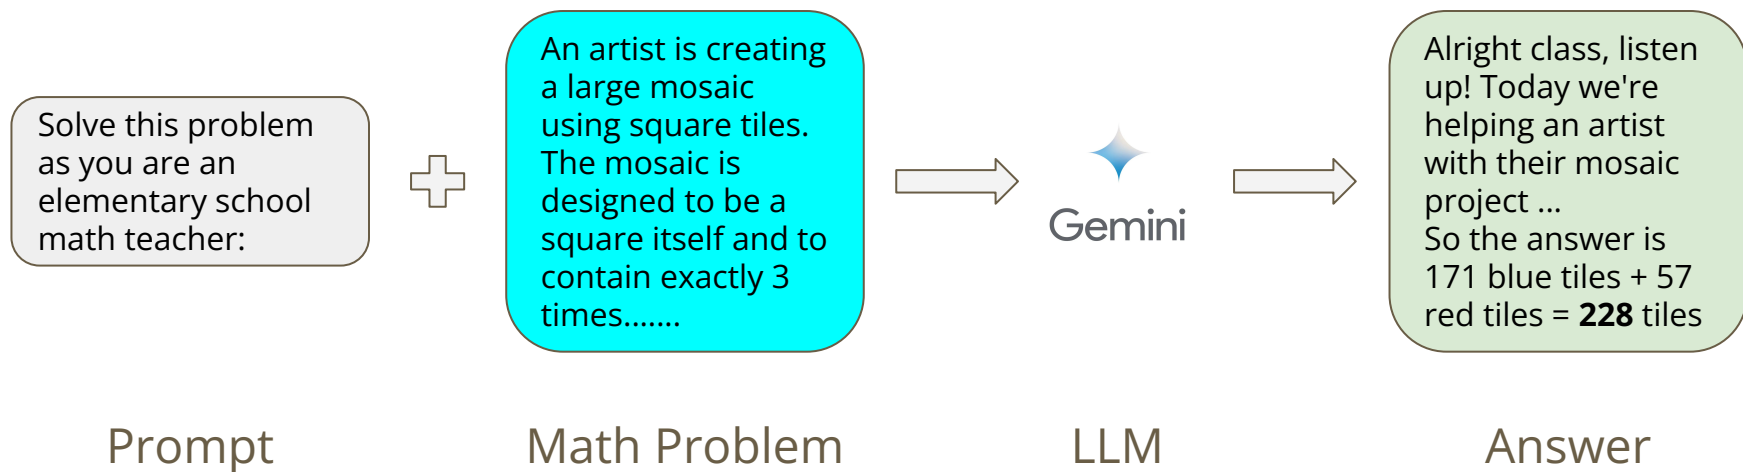 Solve this problem
as you are an
elementary school
math teacher:
An artist is creating
a large mosaic
using square tiles.
The mosaic is
designed to be a
square itself and to
contain exactly 3
times.......
Gemini
Alright class, listen
up! Today we're
helping an artist
with their mosaic
project ...
So the answer is
171 blue tiles + 57
red tiles = 228 tiles
Prompt
Math Problem
LLM
Answer